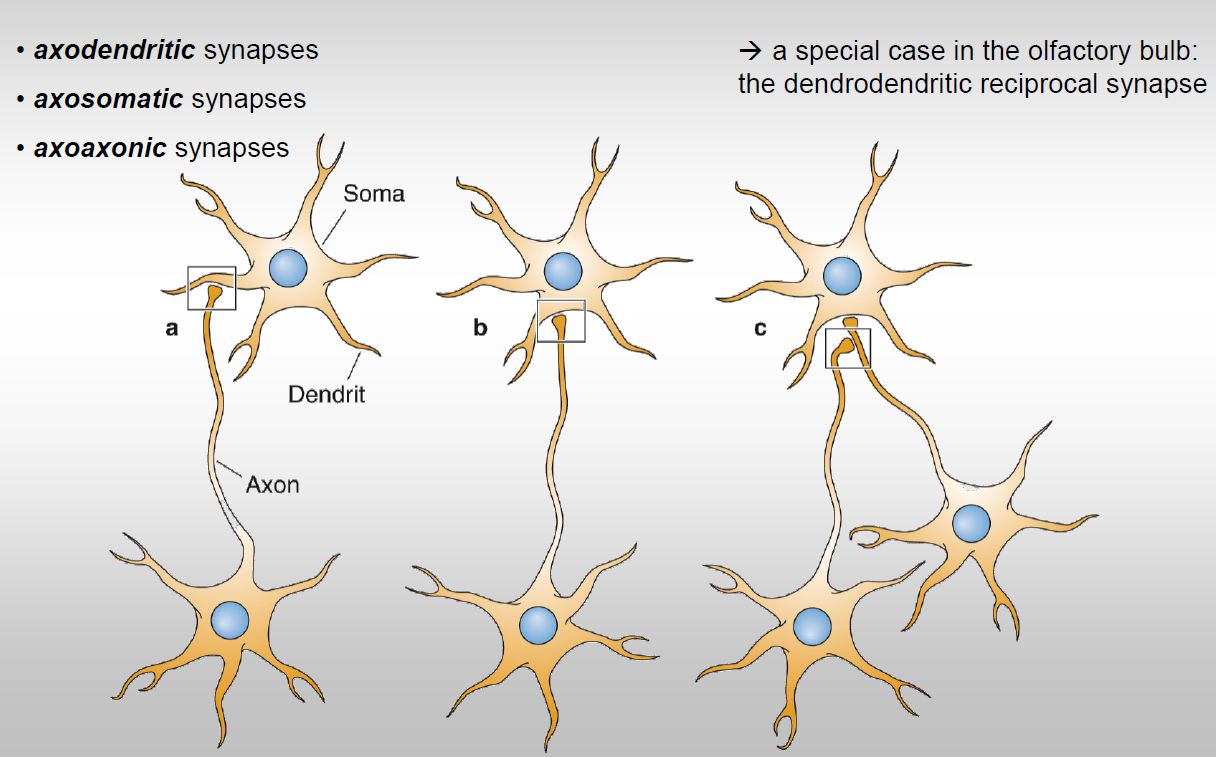 • axodendritic synapses
• axosomatic synapses
• axoaxonic synapses
→ a special case in the olfactory bulb:
the dendrodendritic reciprocal synapse
Soma
a
b
c
Dendrit
Axon